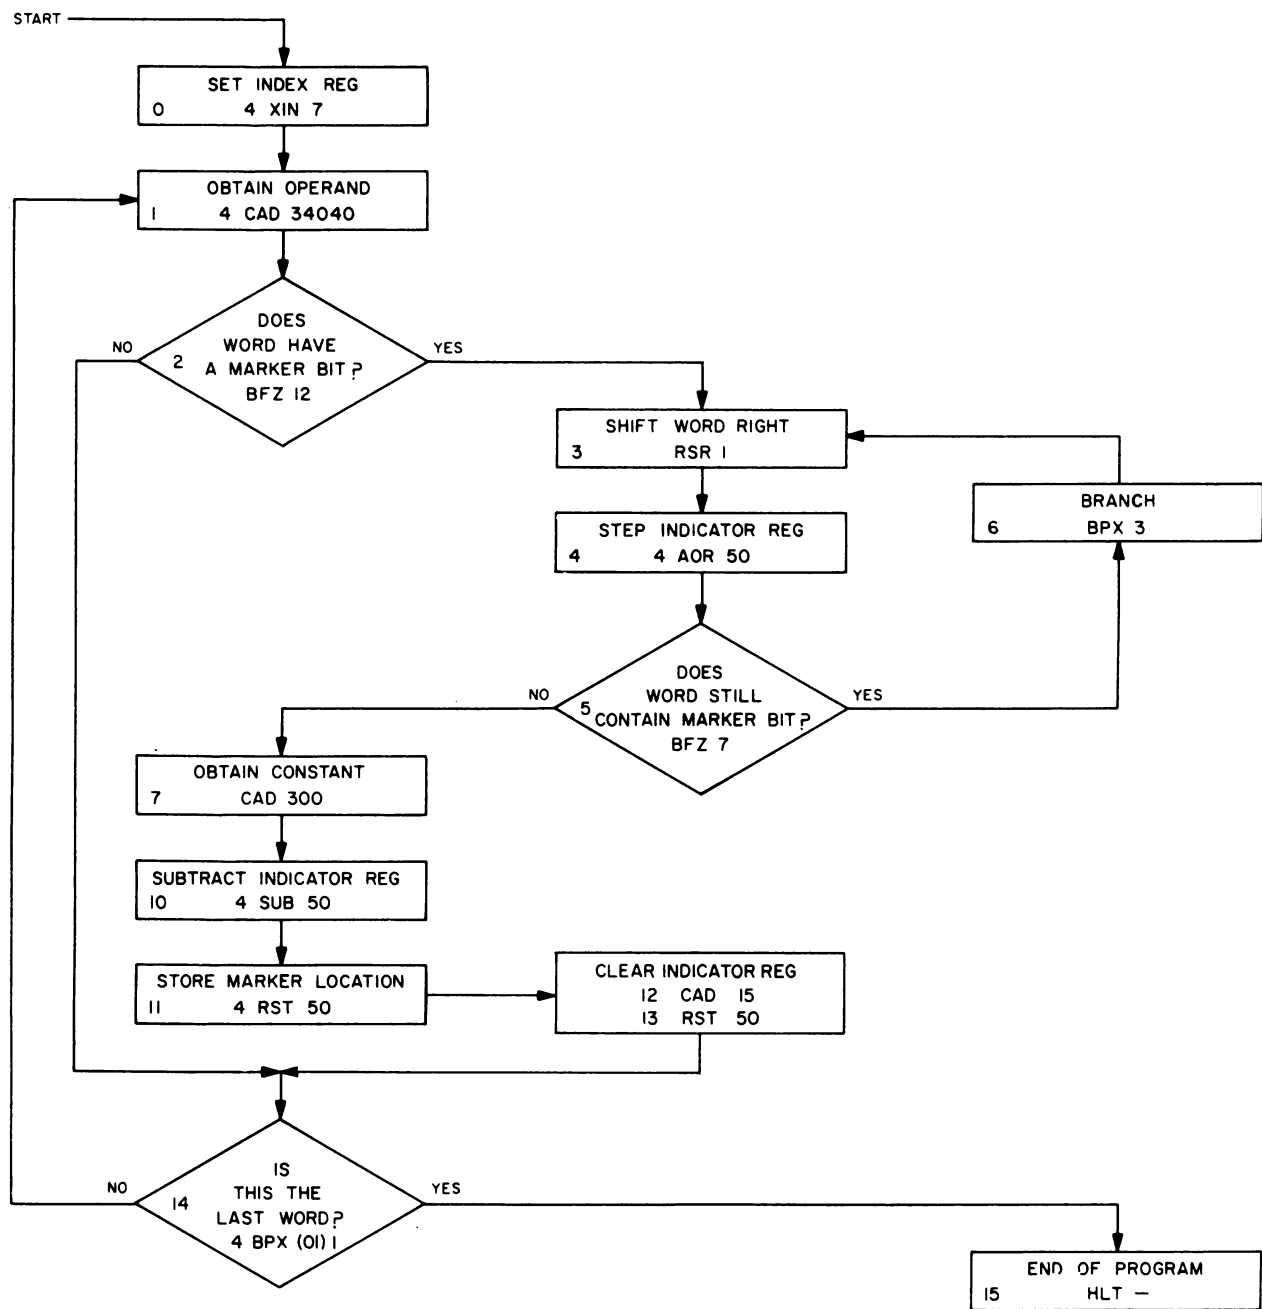 START
SET INDEX REG
0 4 XIN 7
OBTAIN OPERAND
1 4 CAD 34040
DOES
WORD HAVE
2 A MARKER BIT?
BFZ 12
NO
YES
SHIFT WORD RIGHT
3 RSR 1
STEP INDICATOR REG
4 4 AOR 50
BRANCH
6 BPX 3
DOES
WORD STILL
5 CONTAIN MARKER BIT?
BFZ 7
NO
YES
OBTAIN CONSTANT
7 CAD 300
SUBTRACT INDICATOR REG
10 4 SUB 50
STORE MARKER LOCATION
11 4 RST 50
CLEAR INDICATOR REG
12 CAD 15
13 RST 50
IS
THIS THE
14 LAST WORD?
4 BPX (01) 1
NO
YES
END OF PROGRAM
15 HLT —